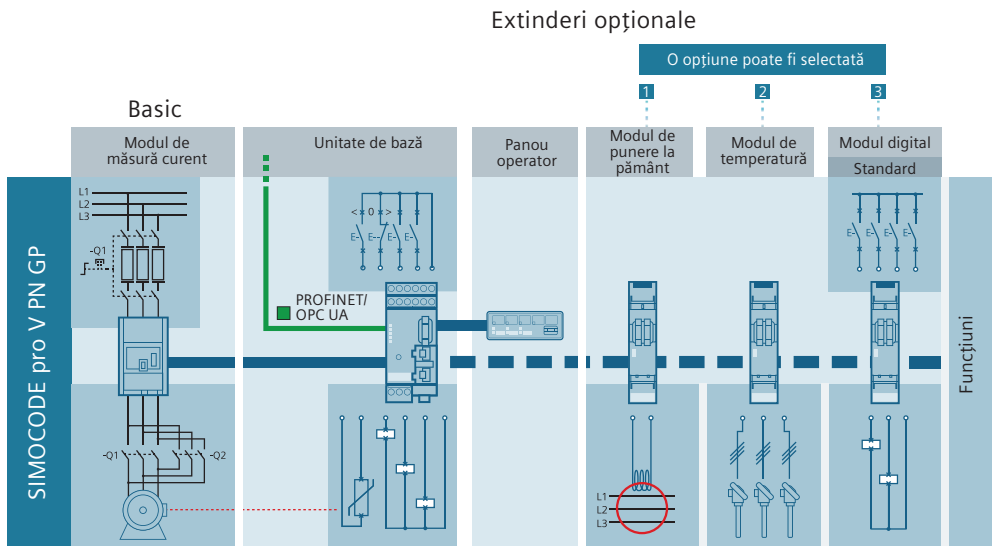 Extinderi opționale
O opțiune poate fi selectată
1
2
3
Basic
Modul de
măsură curent
Unitate de bază
Panou
operator
Modul de
punere la
pământ
Modul de
temperatură
Modul digital
Standard
SIMOCODE pro V PN GP
L1
L2
L3
-Q1
< 0 >
E-
E--
E-
E-
E-
E-
E-
E-
PROFINET/
OPC UA
Funcțiuni
-Q1
-Q2
L1
L2
L3